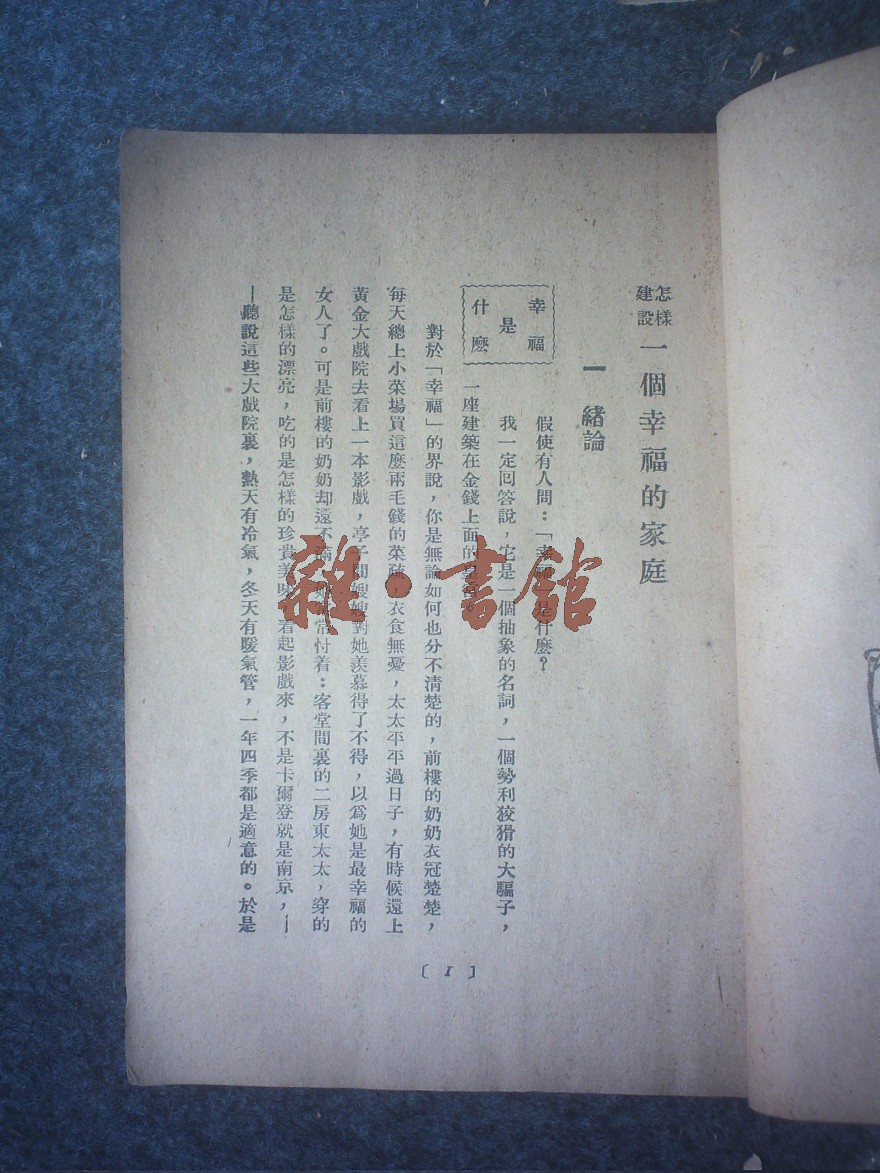 怎樣建設一個幸福的家庭
一 緒論
幸福是什麽
假使有人問：「幸福」是什麽？
我一定回答說，它是一個抽象的名詞，一個勢利狡猾的大騙子，
一座建築在金錢上面的
對於「幸福」的界說，你是無論如何也分不清楚的，前樓的奶奶衣冠楚楚，
每天總上小菜場買這麽兩毛錢的菜蔬，衣食無憂，太太平平過日子，有時候還上
黃金大戲院去看上一本影戲，亭子間嫂嫂對她羨慕得了不得，以爲她是最幸福的
女人了。可是前樓的奶奶却還不滿常忖着：客堂間裏的二房東太太，穿的
是怎樣的漂亮，吃的是怎樣的珍貴美味看起影戲來，不是卡爾登就是南京，—
—聽說這些大戲院裏，熱天有冷氣，冬天有暖氣管，一年四季都是適意的。於是
〔1〕
雜·書館